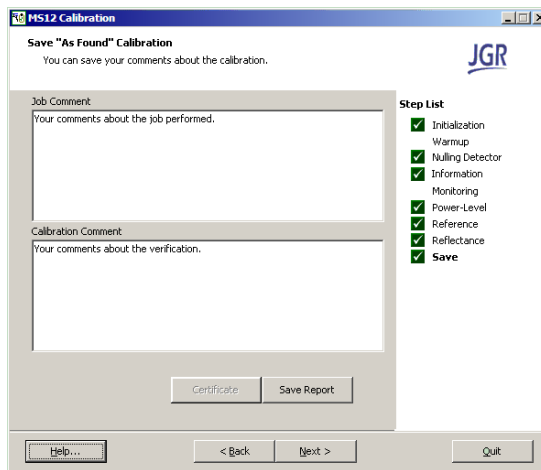 MS12 Calibration
Save "As Found" Calibration
You can save your comments about the calibration.
JGR
Job Comment
Your comments about the job performed.
Calibration Comment
Your comments about the verification.
Certificate
Save Report
Step List
Initialization
Warmup
Nulling Detector
Information
Monitoring
Power-Level
Reference
Reflectance
Save
Help...
< Back
Next >
Quit